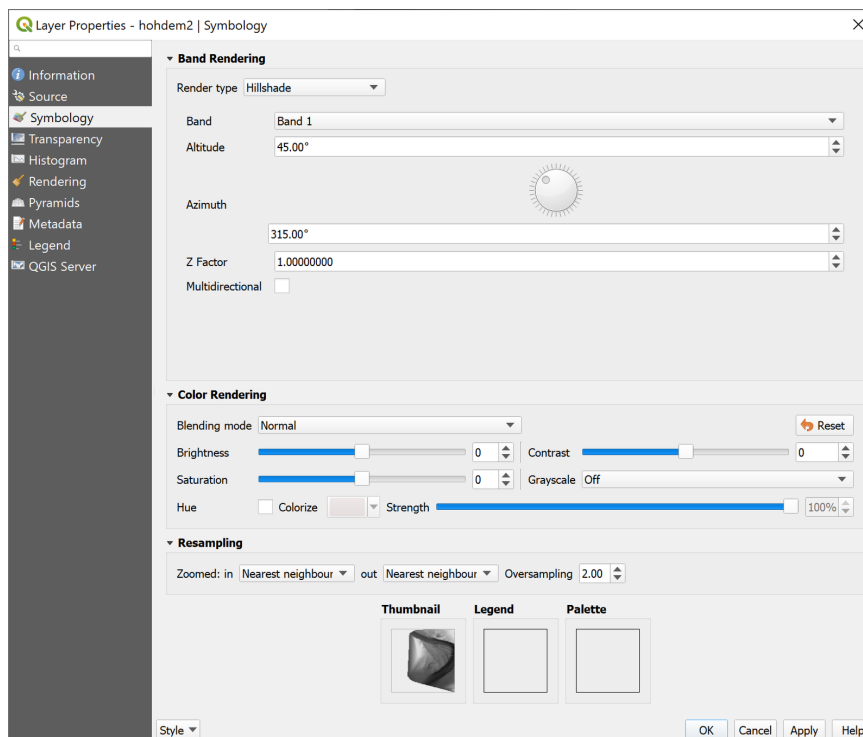 Layer Properties - hohdem2 | Symbology
Information
Source
Symbology
Transparency
Histogram
Rendering
Pyramids
Metadata
Legend
QGIS Server
Band Rendering
Render type Hillshade
Band Band 1
Altitude 45.00°
Azimuth
315.00°
Z Factor 1.00000000
Multidirectional
Color Rendering
Blending mode Normal Reset
Brightness 0 Contrast 0
Saturation 0 Grayscale Off
Hue Colorize Strength 100%
Resampling
Zoomed: in Nearest neighbour out Nearest neighbour Oversampling 2.00
Thumbnail Legend Palette
Style OK Cancel Apply Help